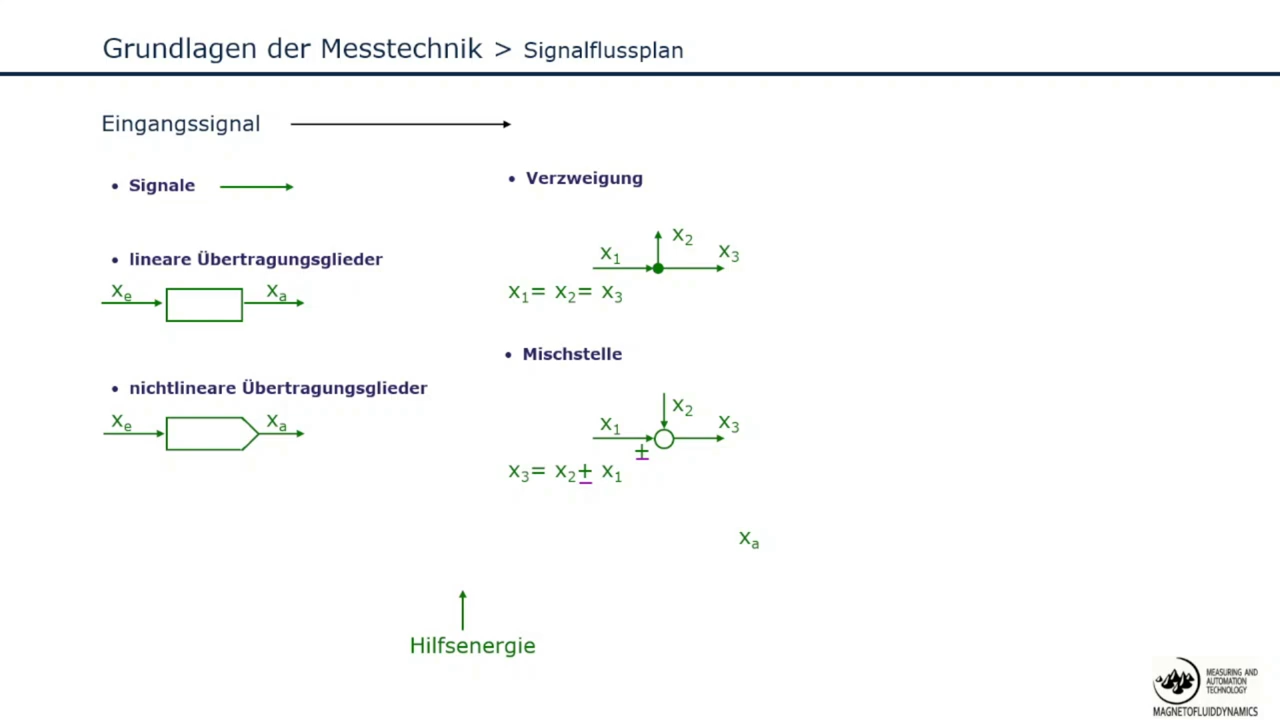 Grundlagen der Messtechnik > Signalflussplan
Eingangssignal
• Signale
• lineare Übertragungsglieder
xe xa
• nichtlineare Übertragungsglieder
xe xa
• Verzweigung
x1 x2 x3
x1= x2= x3
• Mischstelle
x1 x2 x3
±
x3= x2± x1
xa
Hilfsenergie
MEASURING AND
AUTOMATION
TECHNOLOGY
MAGNETOFLUIDDYNAMICS